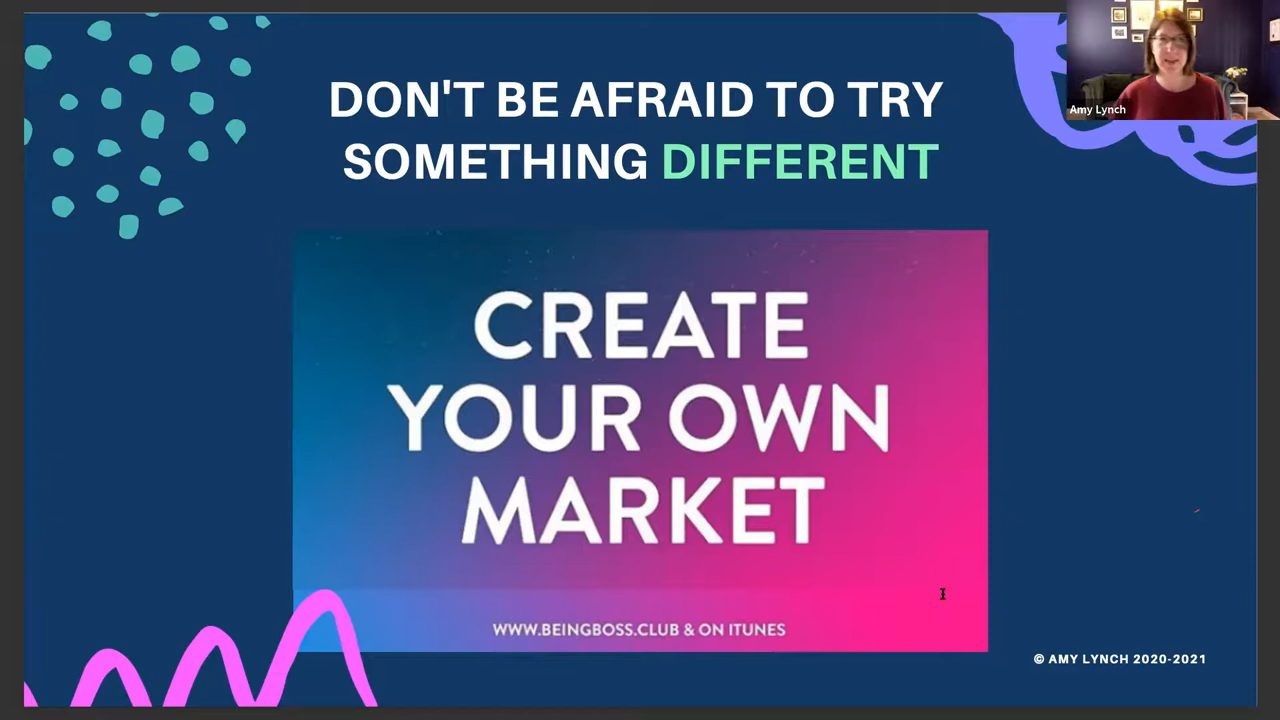 DON'T BE AFRAID TO TRY
SOMETHING DIFFERENT
Amy Lynch
CREATE
YOUR OWN
MARKET
WWW.BEINGBOSS.CLUB & ON ITUNES
© AMY LYNCH 2020-2021